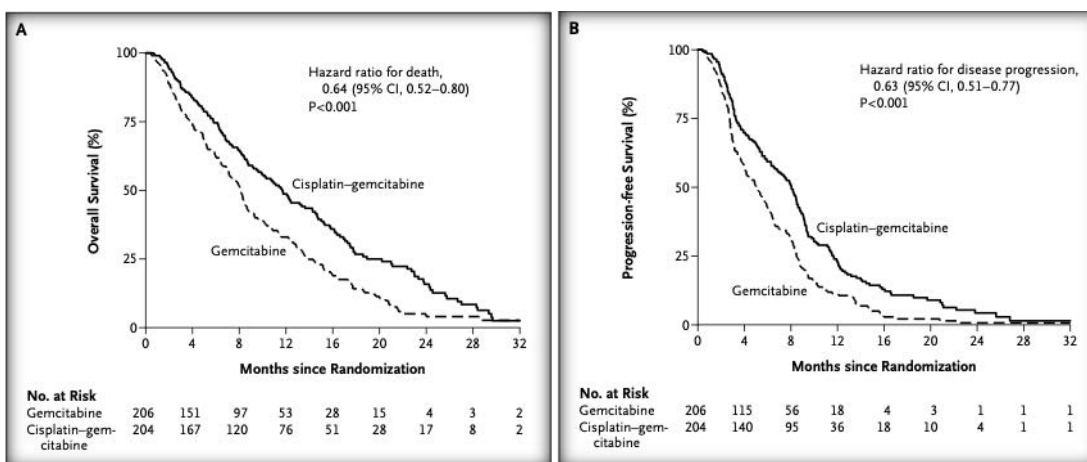 A
100
75
50
25
0
Overall Survival (%)
Hazard ratio for death,
0.64 (95% CI, 0.52–0.80)
P<0.001
Cisplatin–gemcitabine
Gemcitabine
0 4 8 12 16 20 24 28 32
Months since Randomization
No. at Risk
Gemcitabine 206 151 97 53 28 15 4 3 2
Cisplatin–gem- 204 167 120 76 51 28 17 8 2
citabine
B
100
75
50
25
0
Progression-free Survival (%)
Hazard ratio for disease progression,
0.63 (95% CI, 0.51–0.77)
P<0.001
Cisplatin–gemcitabine
Gemcitabine
0 4 8 12 16 20 24 28 32
Months since Randomization
No. at Risk
Gemcitabine 206 115 56 18 4 3 1 1 1
Cisplatin–gem- 204 140 95 36 18 10 4 1 1
citabine